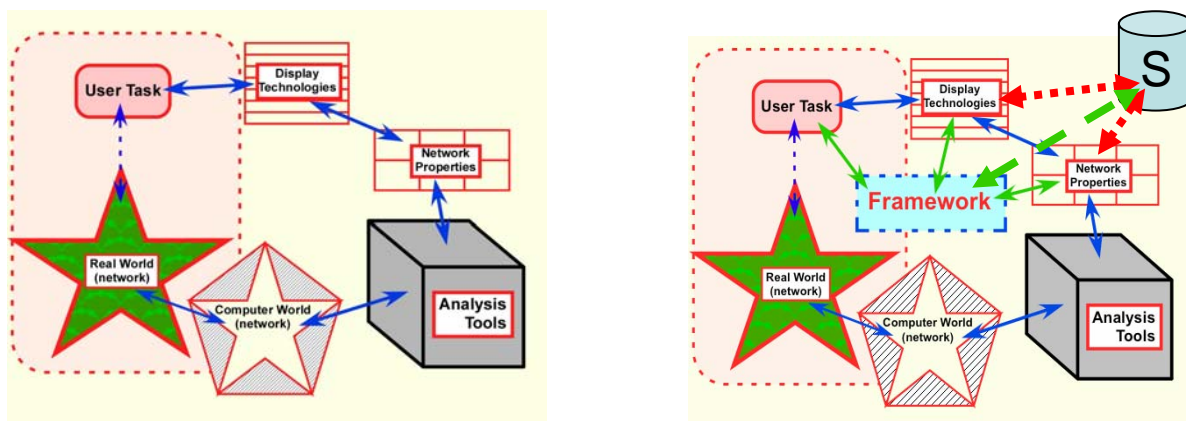 User Task
Display
Technologies
Network
Properties
Real World
(network)
Computer World
(network)
Analysis
Tools
S
User Task
Display
Technologies
Network
Properties
Framework
Real World
(network)
Computer World
(network)
Analysis
Tools